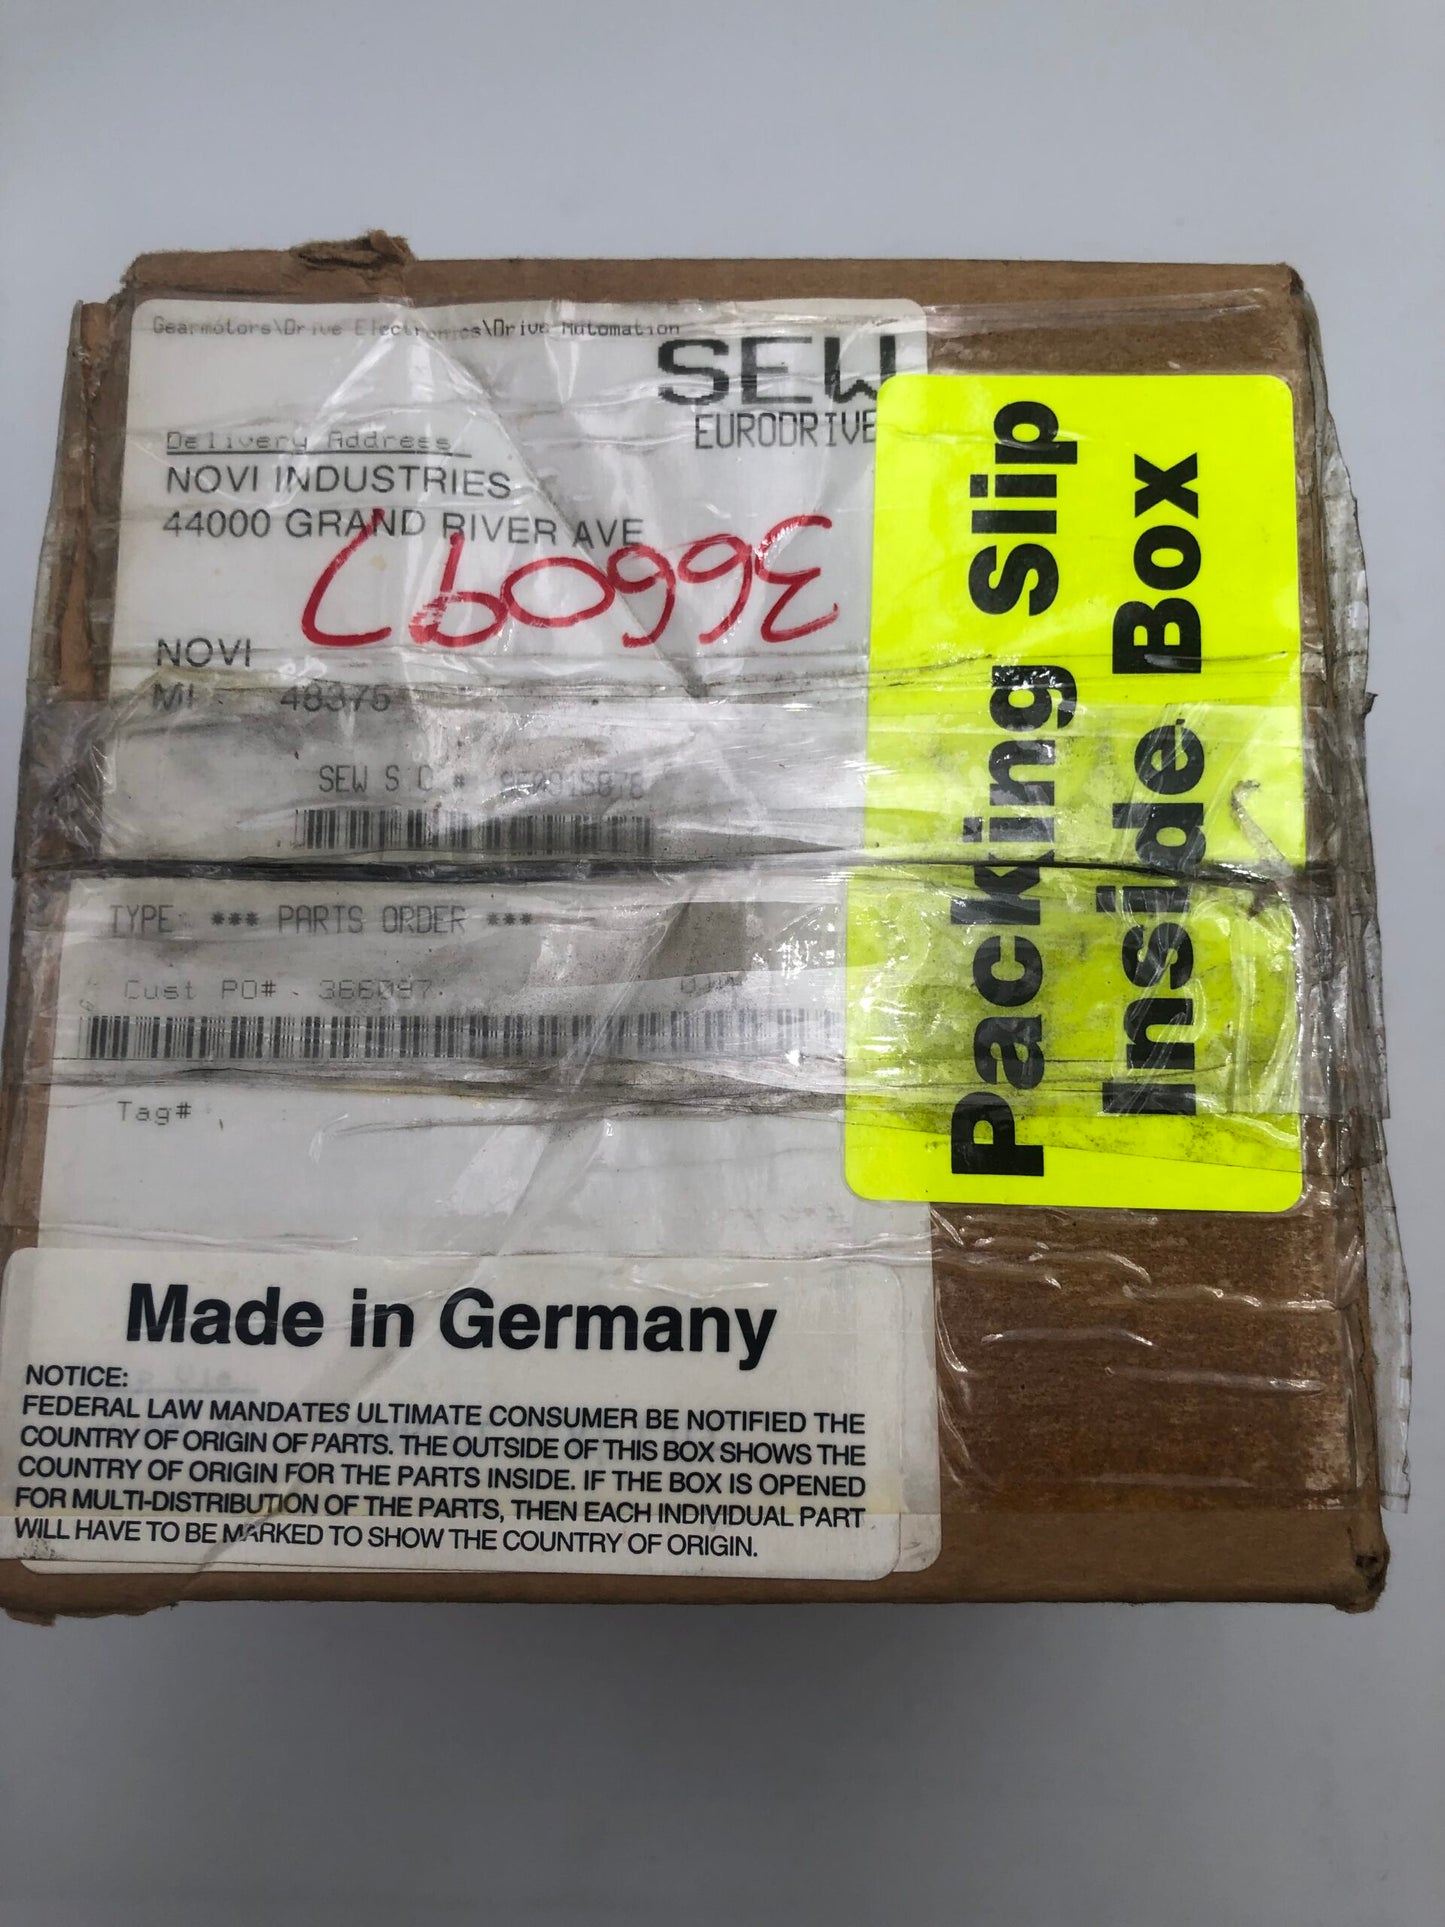 Gearmotors\Drive Electronics\Drive Automation
SEW
EURODRIVE
Delivery Address
NOVI INDUSTRIES
44000 GRAND RIVER AVE
366097
NOVI
MI 48375
SEW S O #
TYPE *** PARTS ORDER ***
Cust PO# 366097
Tag#
Packing Slip
Inside Box
Made in Germany
NOTICE:
FEDERAL LAW MANDATES ULTIMATE CONSUMER BE NOTIFIED THE
COUNTRY OF ORIGIN OF PARTS. THE OUTSIDE OF THIS BOX SHOWS THE
COUNTRY OF ORIGIN FOR THE PARTS INSIDE. IF THE BOX IS OPENED
FOR MULTI-DISTRIBUTION OF THE PARTS, THEN EACH INDIVIDUAL PART
WILL HAVE TO BE MARKED TO SHOW THE COUNTRY OF ORIGIN.